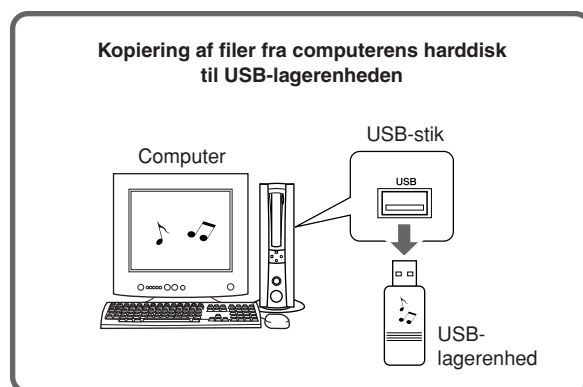 Kopiering af filer fra computerens harddisk
til USB-lagerenheden
USB-stik
Computer
USB
USB-
lagerenhed